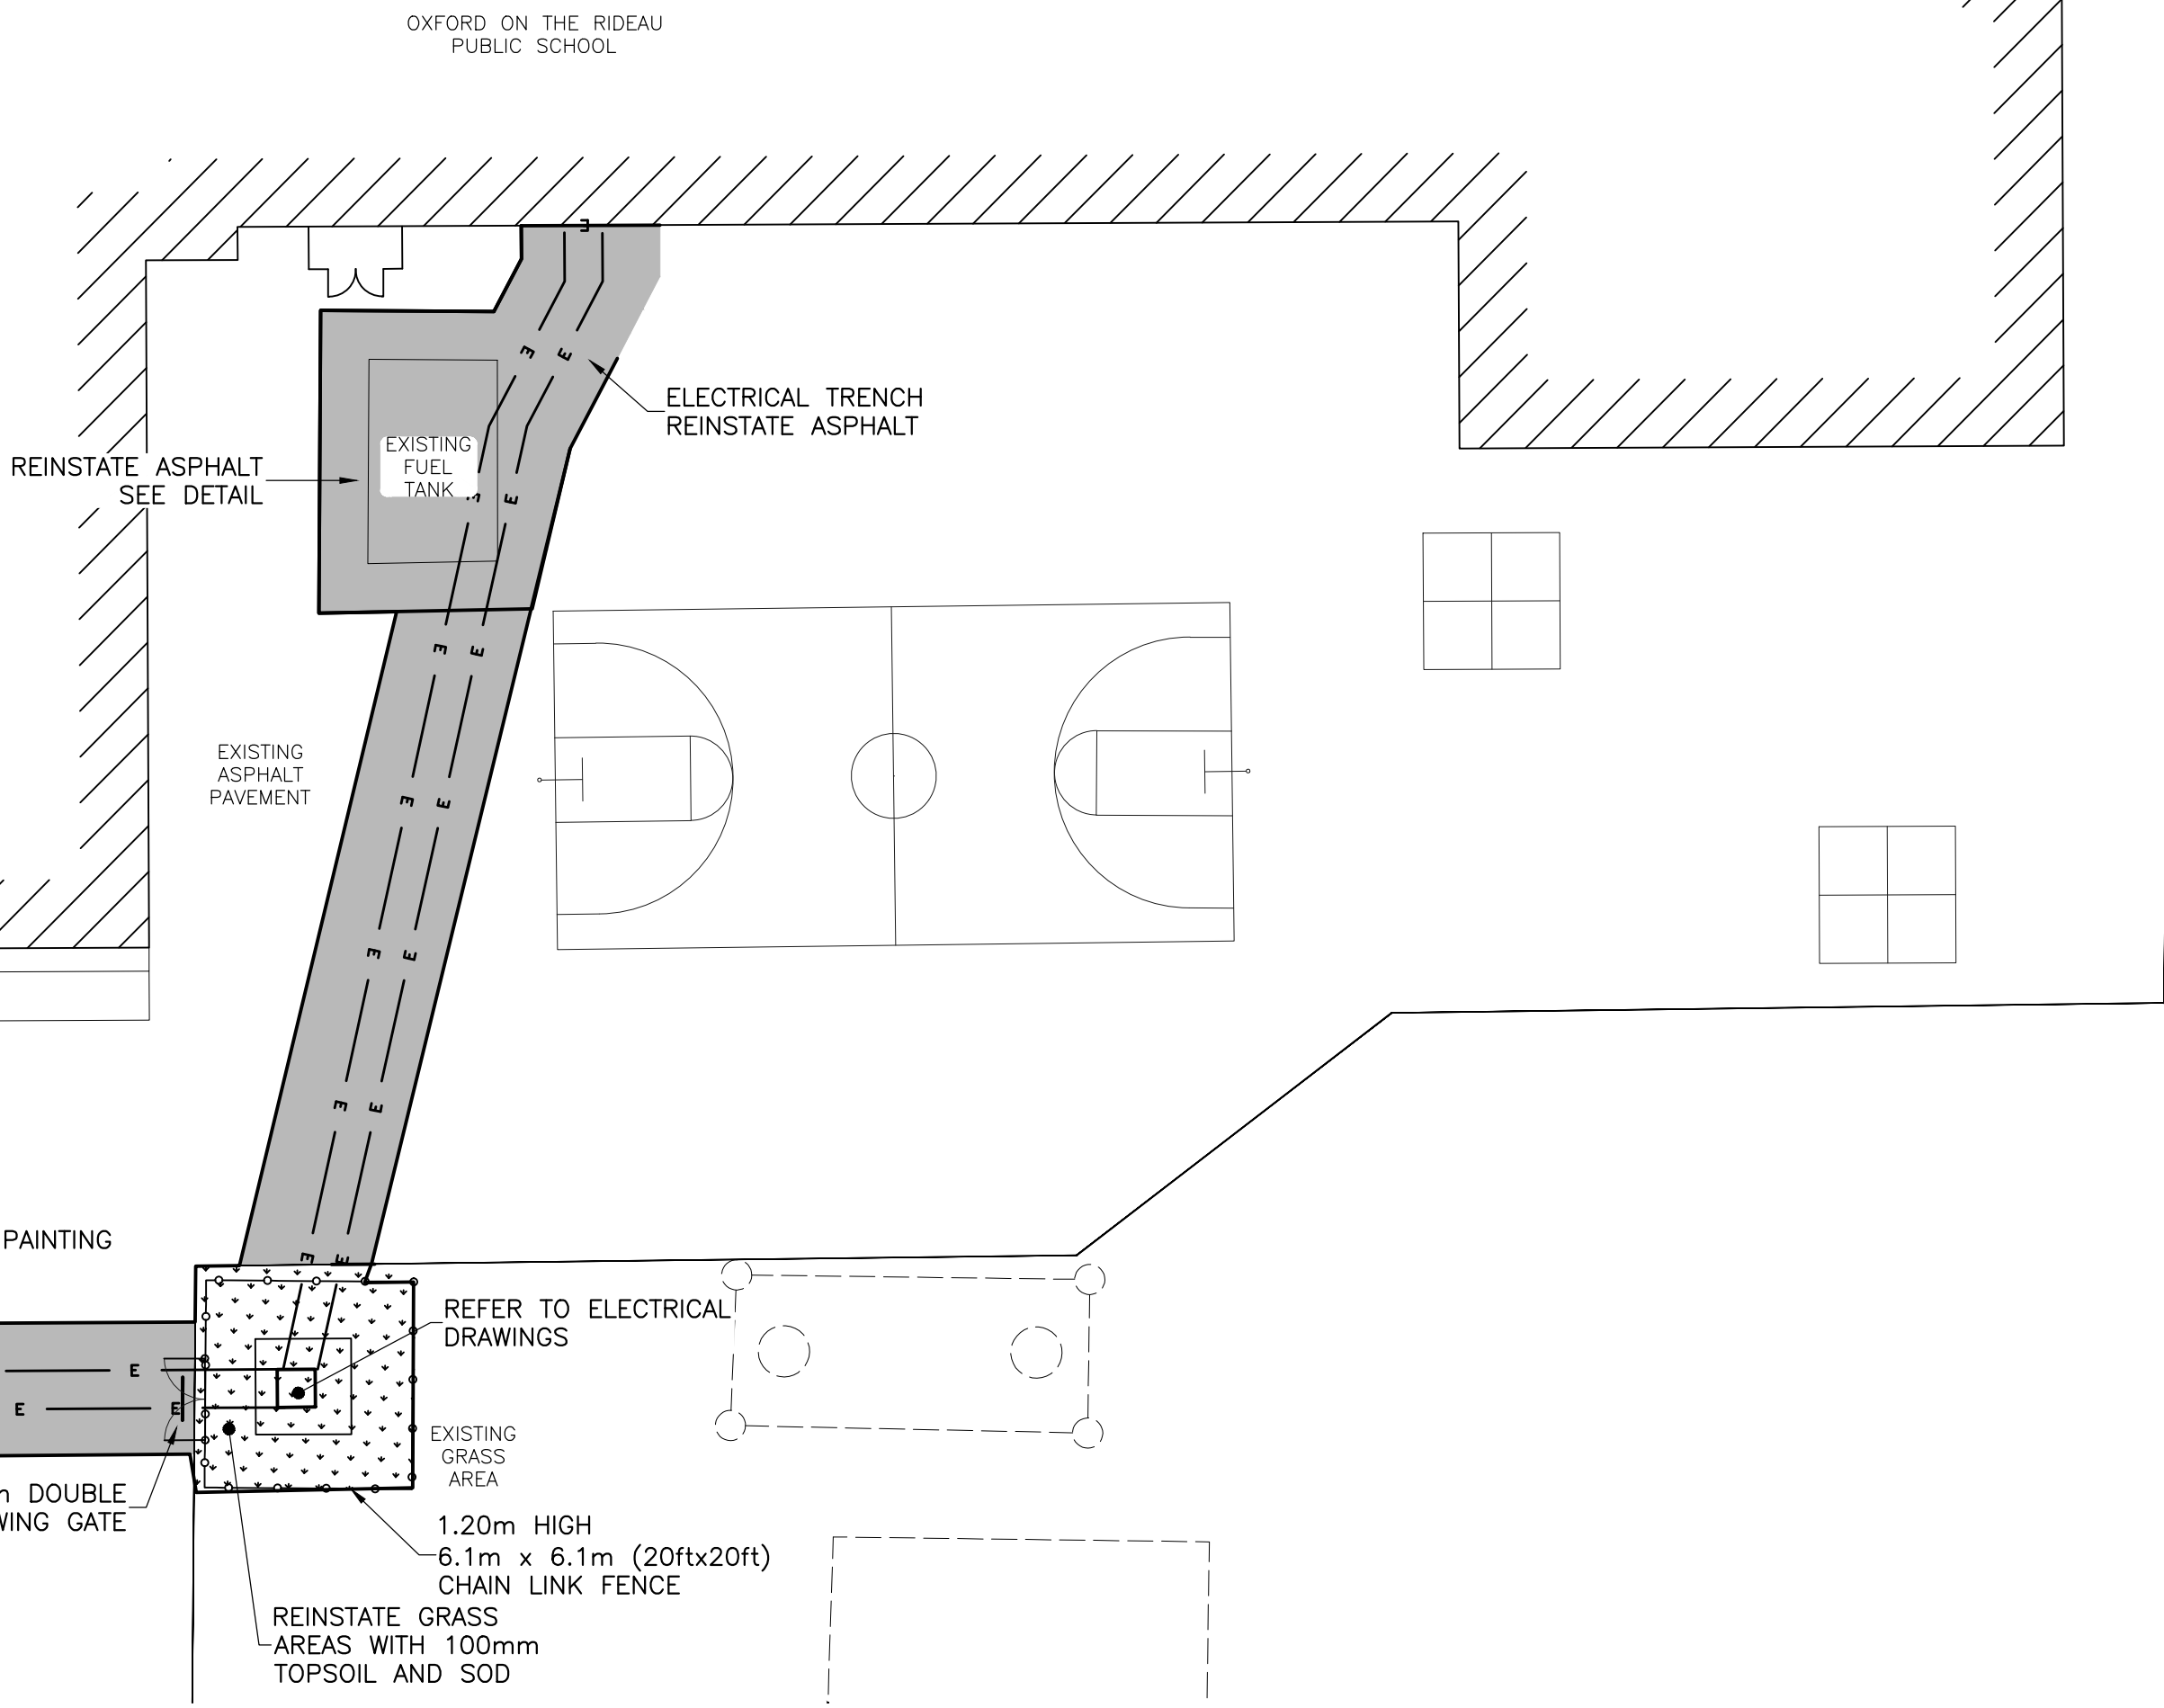 OXFORD ON THE RIDEAU
PUBLIC SCHOOL
E
E E
ELECTRICAL TRENCH
REINSTATE ASPHALT
EXISTING
FUEL
TANK
REINSTATE ASPHALT
SEE DETAIL
E
E E
EXISTING
ASPHALT
PAVEMENT
E E
E E
E E
PAINTING
E E
REFER TO ELECTRICAL
DRAWINGS
E
E E
EXISTING
GRASS
AREA
DOUBLE
GATE
1.20m HIGH
6.1m x 6.1m (20ftx20ft)
CHAIN LINK FENCE
REINSTATE GRASS
AREAS WITH 100mm
TOPSOIL AND SOD